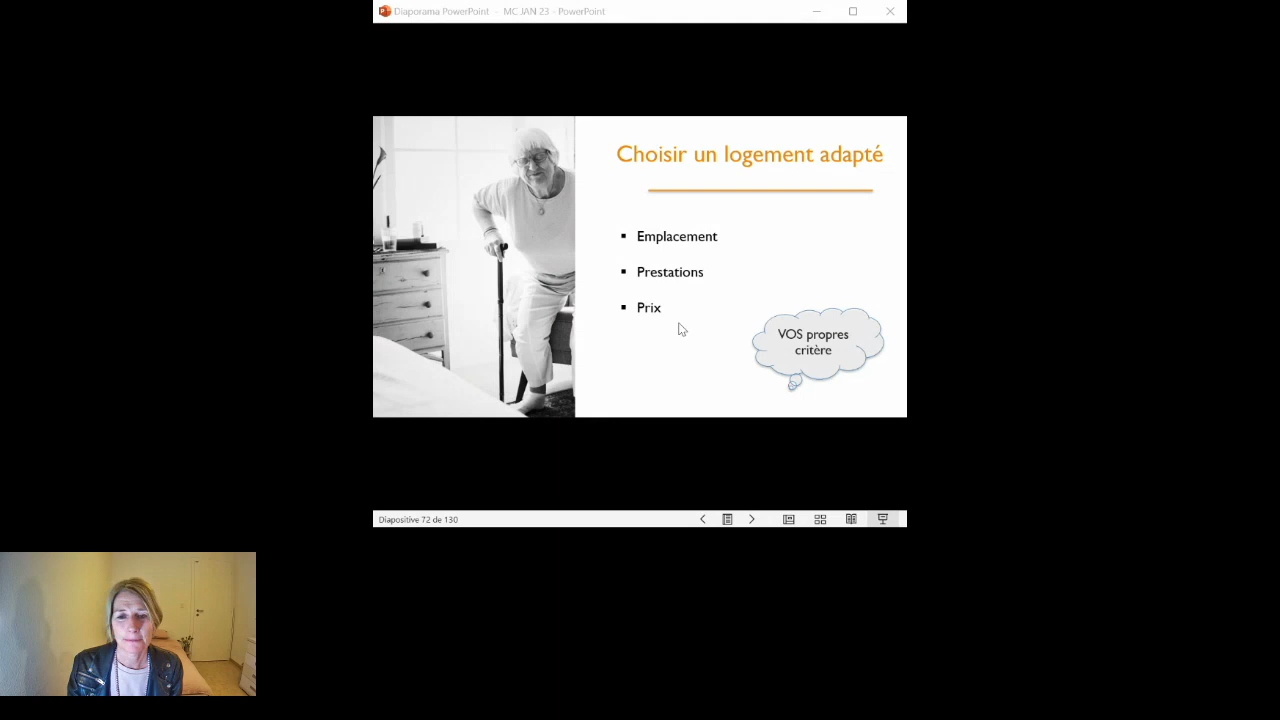 Diaporama PowerPoint - MC JAN 23 - PowerPoint
Choisir un logement adapté
▪ Emplacement
▪ Prestations
▪ Prix
VOS propres
critère
Diapositive 72 de 130